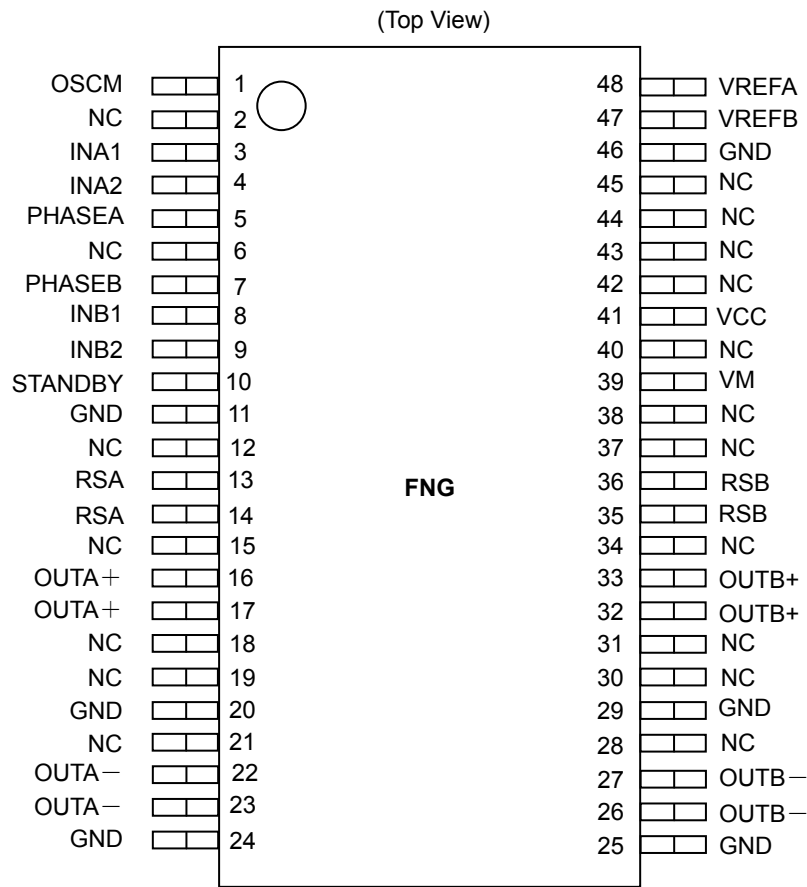 (Top View)
OSCM 1 48 VREFA
NC 2 47 VREFB
INA1 3 46 GND
INA2 4 45 NC
PHASEA 5 44 NC
NC 6 43 NC
PHASEB 7 42 NC
INB1 8 41 VCC
INB2 9 40 NC
STANDBY 10 39 VM
GND 11 38 NC
NC 12 37 NC
RSA 13 36 RSB
FNG
RSA 14 35 RSB
NC 15 34 NC
OUTA+ 16 33 OUTB+
OUTA+ 17 32 OUTB+
NC 18 31 NC
NC 19 30 NC
GND 20 29 GND
NC 21 28 NC
OUTA− 22 27 OUTB−
OUTA− 23 26 OUTB−
GND 24 25 GND